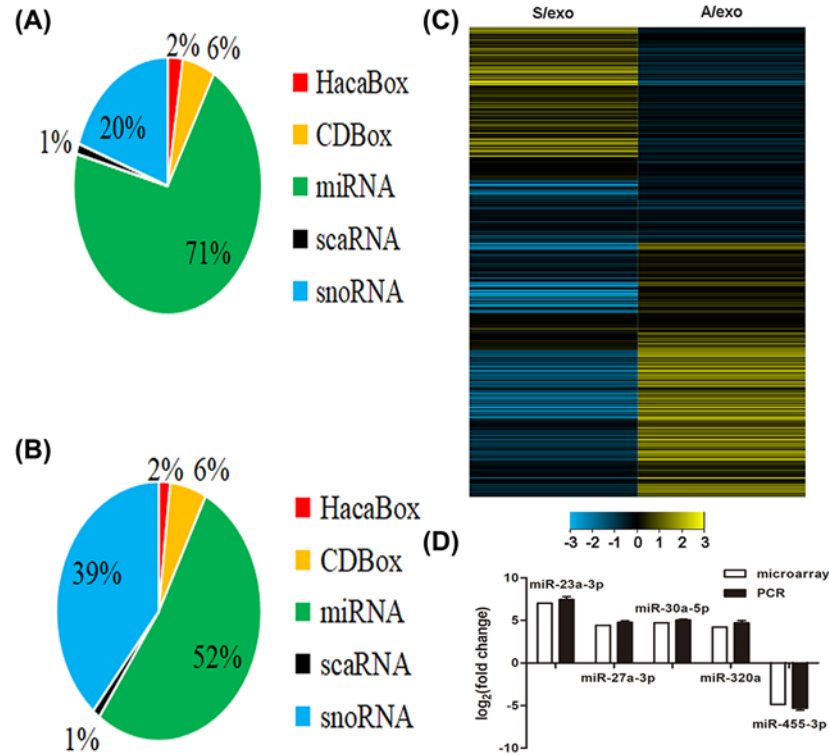 (A)
2% 6%
20%
1%
71%
HacaBox
CDBox
miRNA
scaRNA
snoRNA
(B)
2% 6%
39%
52%
1%
HacaBox
CDBox
miRNA
scaRNA
snoRNA
(C)
S/exo A/exo
-3 -2 -1 0 1 2 3
(D)
log2(fold change)
10
5
0
-5
-10
miR-23a-3p
miR-27a-3p
miR-30a-5p
miR-320a
miR-455-3p
microarray
PCR